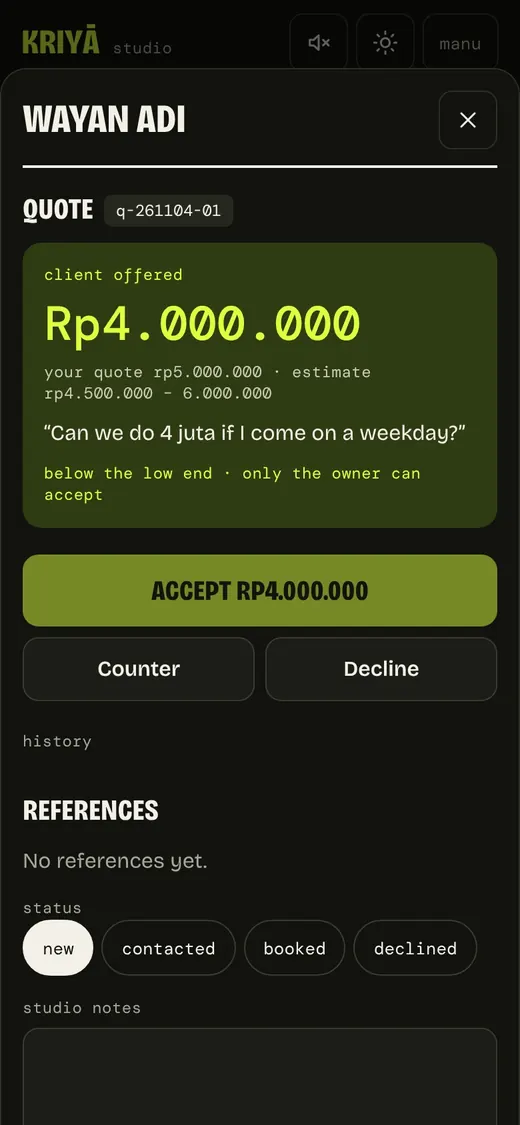 KRIYĀ studio
manu
WAYAN ADI
QUOTE q-261104-01
client offered
Rp4.000.000
your quote rp5.000.000 · estimate
rp4.500.000 – 6.000.000
“Can we do 4 juta if I come on a weekday?”
below the low end · only the owner can
accept
ACCEPT RP4.000.000
Counter
Decline
history
REFERENCES
No references yet.
status
new
contacted
booked
declined
studio notes